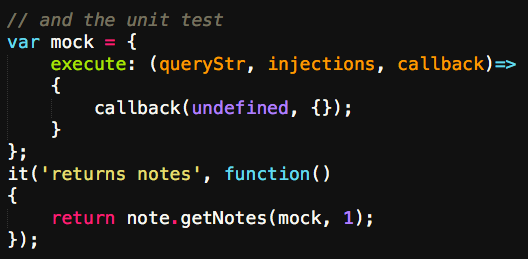 // and the unit test
var mock = {
    execute: (queryStr, injections, callback)=>
    {
        callback(undefined, {});
    }
};
it('returns notes', function()
{
    return note.getNotes(mock, 1);
});